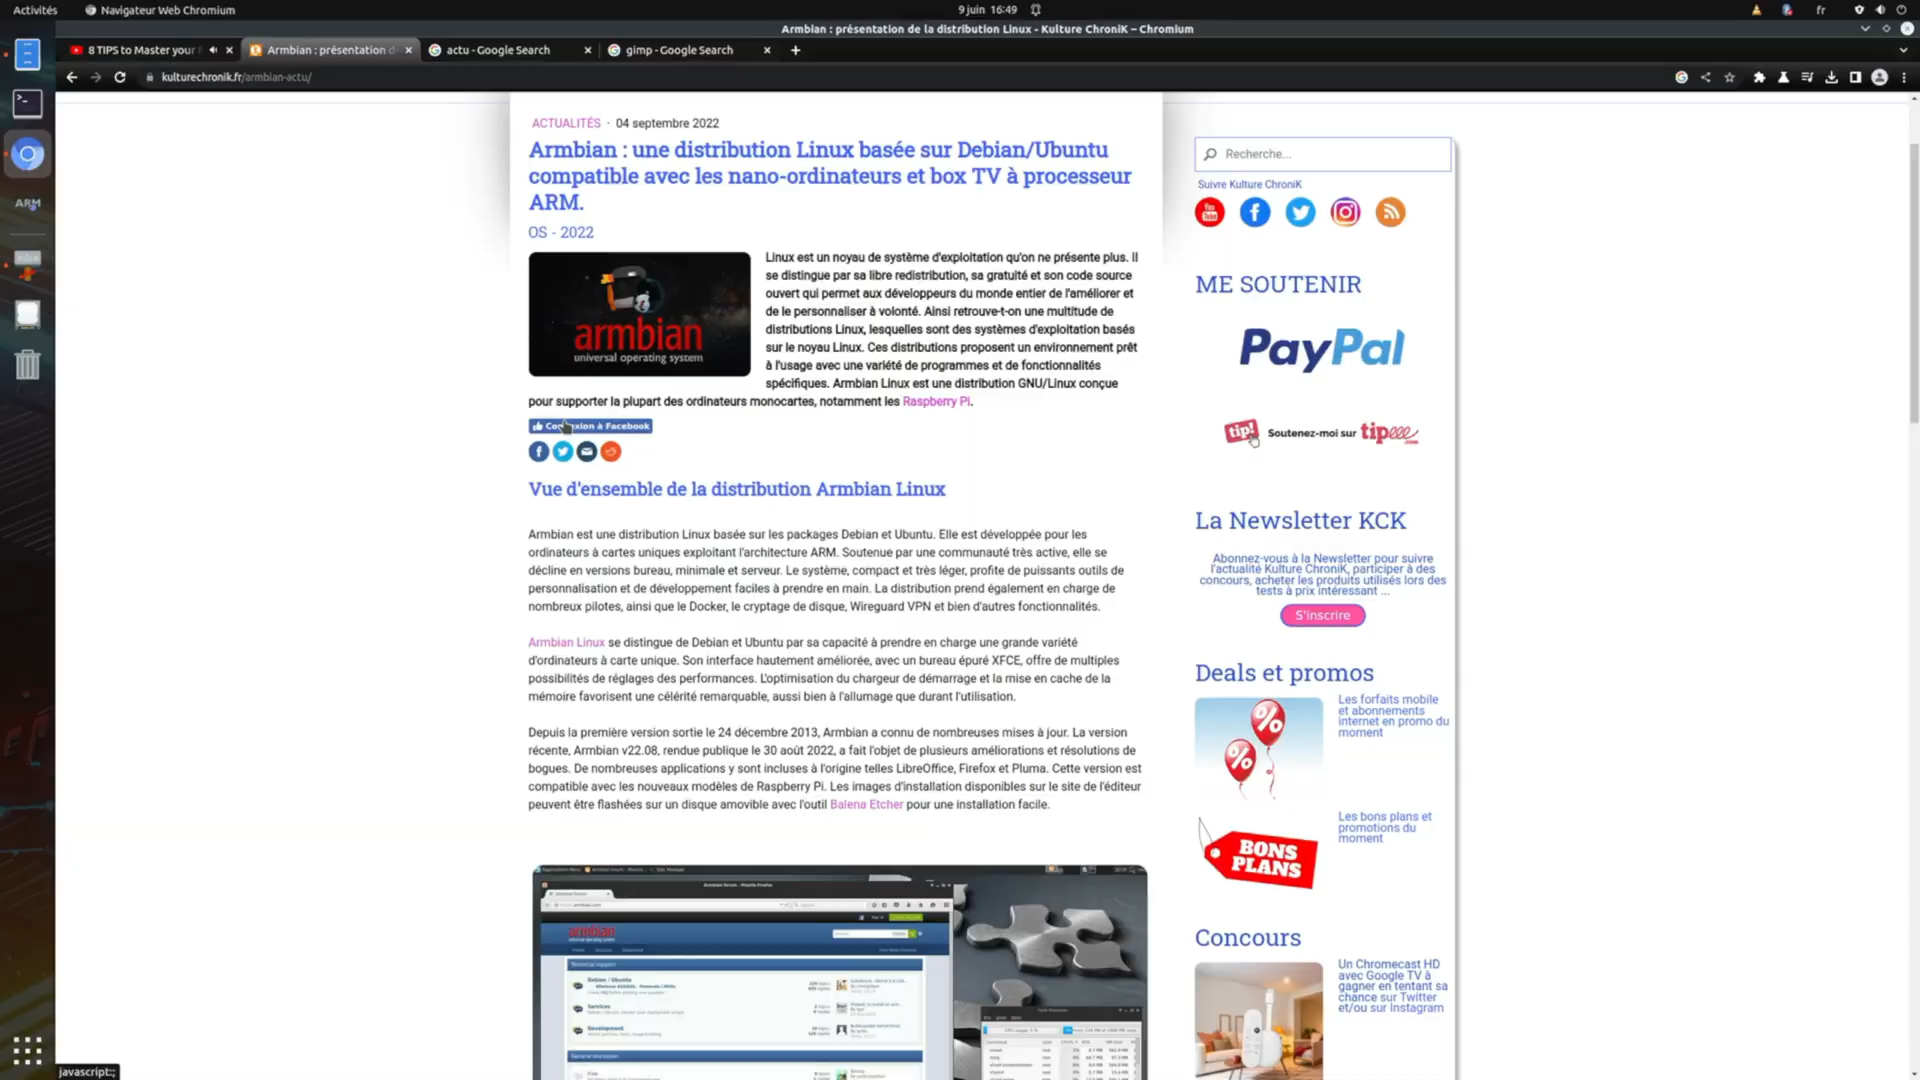 Activités
Navigateur Web Chromium
9 juin 16:49
fr
Armbian : présentation de la distribution Linux - Kulture ChroniK – Chromium
8 TIPS to Master your
Armbian : présentation d
actu - Google Search
gimp - Google Search
kulturechronik.fr/armbian-actu/
ACTUALITÉS · 04 septembre 2022
Armbian : une distribution Linux basée sur Debian/Ubuntu
compatible avec les nano-ordinateurs et box TV à processeur
ARM.
OS - 2022
armbian
universal operating system
Linux est un noyau de système d'exploitation qu'on ne présente plus. Il
se distingue par sa libre redistribution, sa gratuité et son code source
ouvert qui permet aux développeurs du monde entier de l'améliorer et
de le personnaliser à volonté. Ainsi retrouve-t-on une multitude de
distributions Linux, lesquelles sont des systèmes d'exploitation basés
sur le noyau Linux. Ces distributions proposent un environnement prêt
à l'usage avec une variété de programmes et de fonctionnalités
spécifiques. Armbian Linux est une distribution GNU/Linux conçue
pour supporter la plupart des ordinateurs monocartes, notamment les Raspberry Pi.
Connexion à Facebook
Vue d'ensemble de la distribution Armbian Linux
Armbian est une distribution Linux basée sur les packages Debian et Ubuntu. Elle est développée pour les
ordinateurs à cartes uniques exploitant l'architecture ARM. Soutenue par une communauté très active, elle se
décline en versions bureau, minimale et serveur. Le système, compact et très léger, profite de puissants outils de
personnalisation et de développement faciles à prendre en main. La distribution prend également en charge de
nombreux pilotes, ainsi que le Docker, le cryptage de disque, Wireguard VPN et bien d'autres fonctionnalités.
Armbian Linux se distingue de Debian et Ubuntu par sa capacité à prendre en charge une grande variété
d'ordinateurs à carte unique. Son interface hautement améliorée, avec un bureau épuré XFCE, offre de multiples
possibilités de réglages des performances. L'optimisation du chargeur de démarrage et la mise en cache de la
mémoire favorisent une célérité remarquable, aussi bien à l'allumage que durant l'utilisation.
Depuis la première version sortie le 24 décembre 2013, Armbian a connu de nombreuses mises à jour. La version
récente, Armbian v22.08, rendue publique le 30 août 2022, a fait l'objet de plusieurs améliorations et résolutions de
bogues. De nombreuses applications y sont incluses à l'origine telles LibreOffice, Firefox et Pluma. Cette version est
compatible avec les nouveaux modèles de Raspberry Pi. Les images d'installation disponibles sur le site de l'éditeur
peuvent être flashées sur un disque amovible avec l'outil Balena Etcher pour une installation facile.
armbian
Debian / Ubuntu
Services
Development
Recherche...
Suivre Kulture ChroniK
You
Tube
ME SOUTENIR
PayPal
tip! Soutenez-moi sur tipeee
.com
La Newsletter KCK
Abonnez-vous à la Newsletter pour suivre
l'actualité Kulture ChroniK, participer à des
concours, acheter les produits utilisés lors des
tests à prix intéressant ...
S'inscrire
Deals et promos
%
%
Les forfaits mobile
et abonnements
internet en promo du
moment
BONS
PLANS
Les bons plans et
promotions du
moment
Concours
Un Chromecast HD
avec Google TV à
gagner en tentant sa
chance sur Twitter
et/ou sur Instagram
ARM
javascript:;